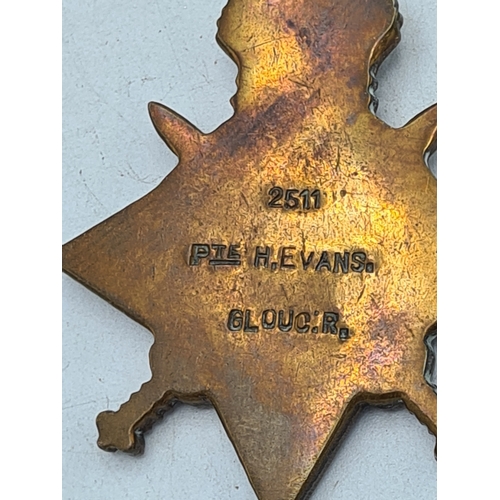 2511
PTE H.EVANS.
GLOUC:R.